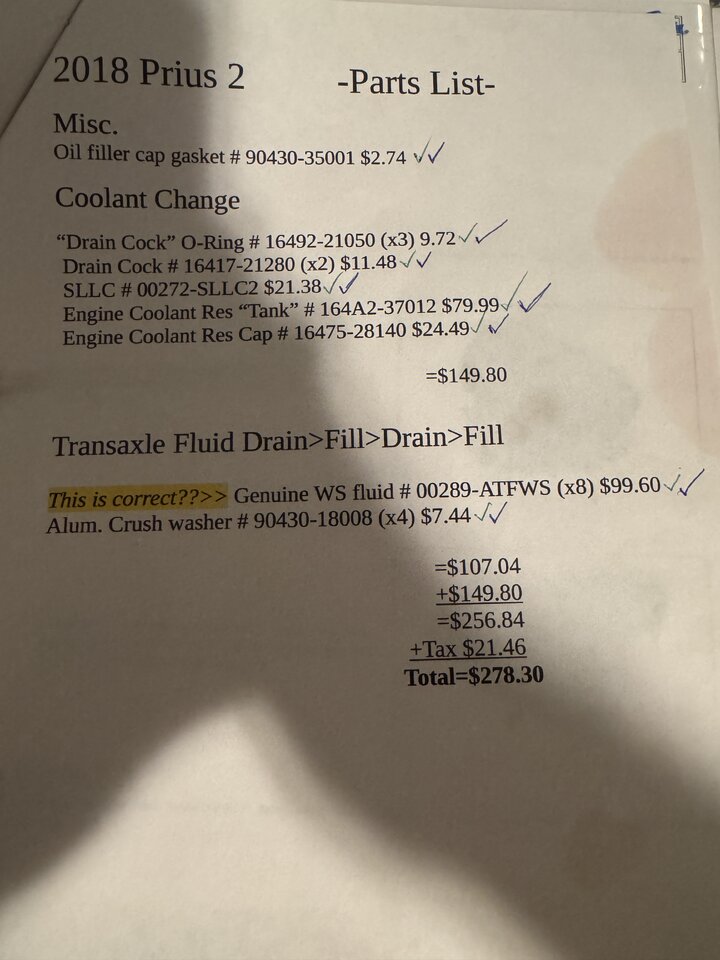 2018 Prius 2 -Parts List-
Misc.
Oil filler cap gasket # 90430-35001 $2.74
Coolant Change
“Drain Cock” O-Ring # 16492-21050 (x3) 9.72
Drain Cock # 16417-21280 (x2) $11.48
SLLC # 00272-SLLC2 $21.38
Engine Coolant Res “Tank” # 164A2-37012 $79.99
Engine Coolant Res Cap # 16475-28140 $24.49
=$149.80
Transaxle Fluid Drain>Fill>Drain>Fill
This is correct??>> Genuine WS fluid # 00289-ATFWS (x8) $99.60
Alum. Crush washer # 90430-18008 (x4) $7.44
=$107.04
+$149.80
=$256.84
+Tax $21.46
Total=$278.30